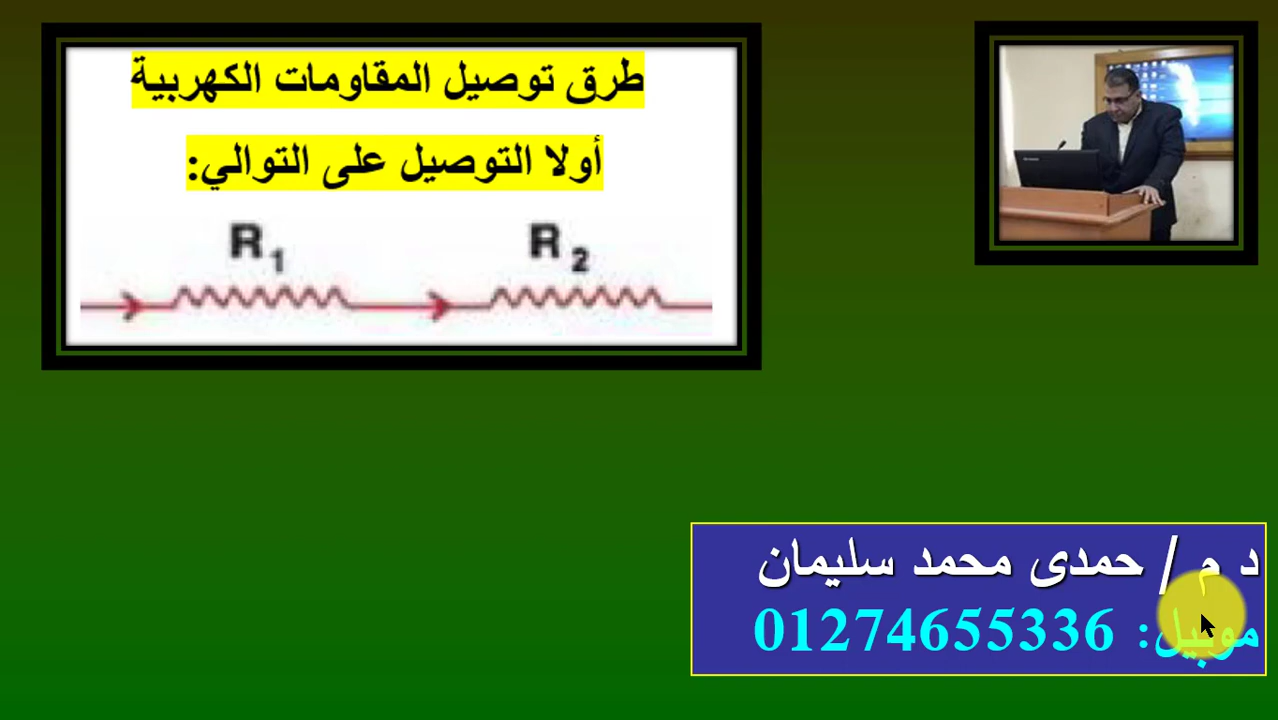 طرق توصيل المقاومات الكهربية
أولا التوصيل على التوالي:
R1 R2
د م / حمدى محمد سليمان
موبيل: 01274655336